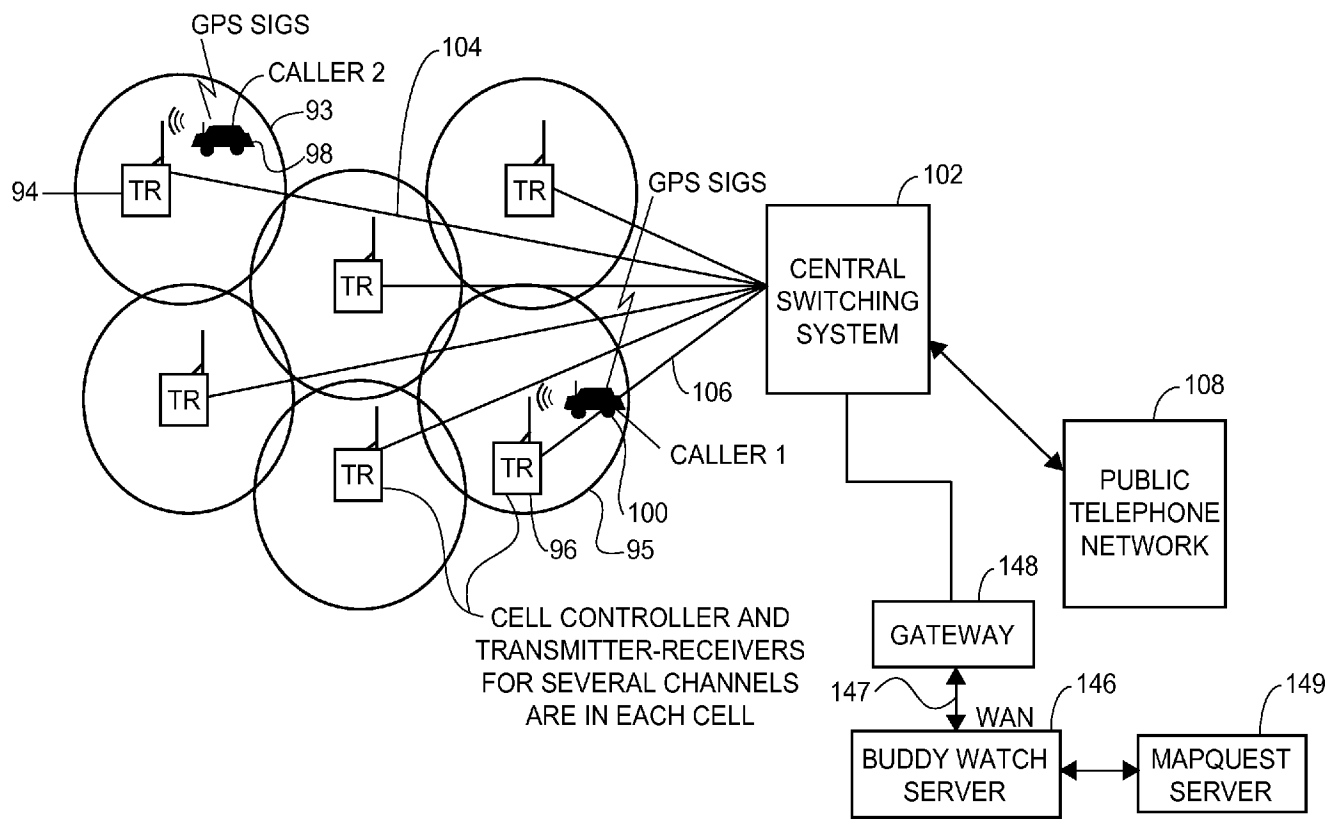 GPS SIGS
104
CALLER 2
93
98
94
TR
TR
GPS SIGS
102
TR
CENTRAL
SWITCHING
SYSTEM
TR
106
108
TR
TR
CALLER 1
PUBLIC
TELEPHONE
NETWORK
100
96
95
148
CELL CONTROLLER AND
TRANSMITTER-RECEIVERS
FOR SEVERAL CHANNELS
ARE IN EACH CELL
GATEWAY
147
146
149
WAN
BUDDY WATCH
SERVER
MAPQUEST
SERVER